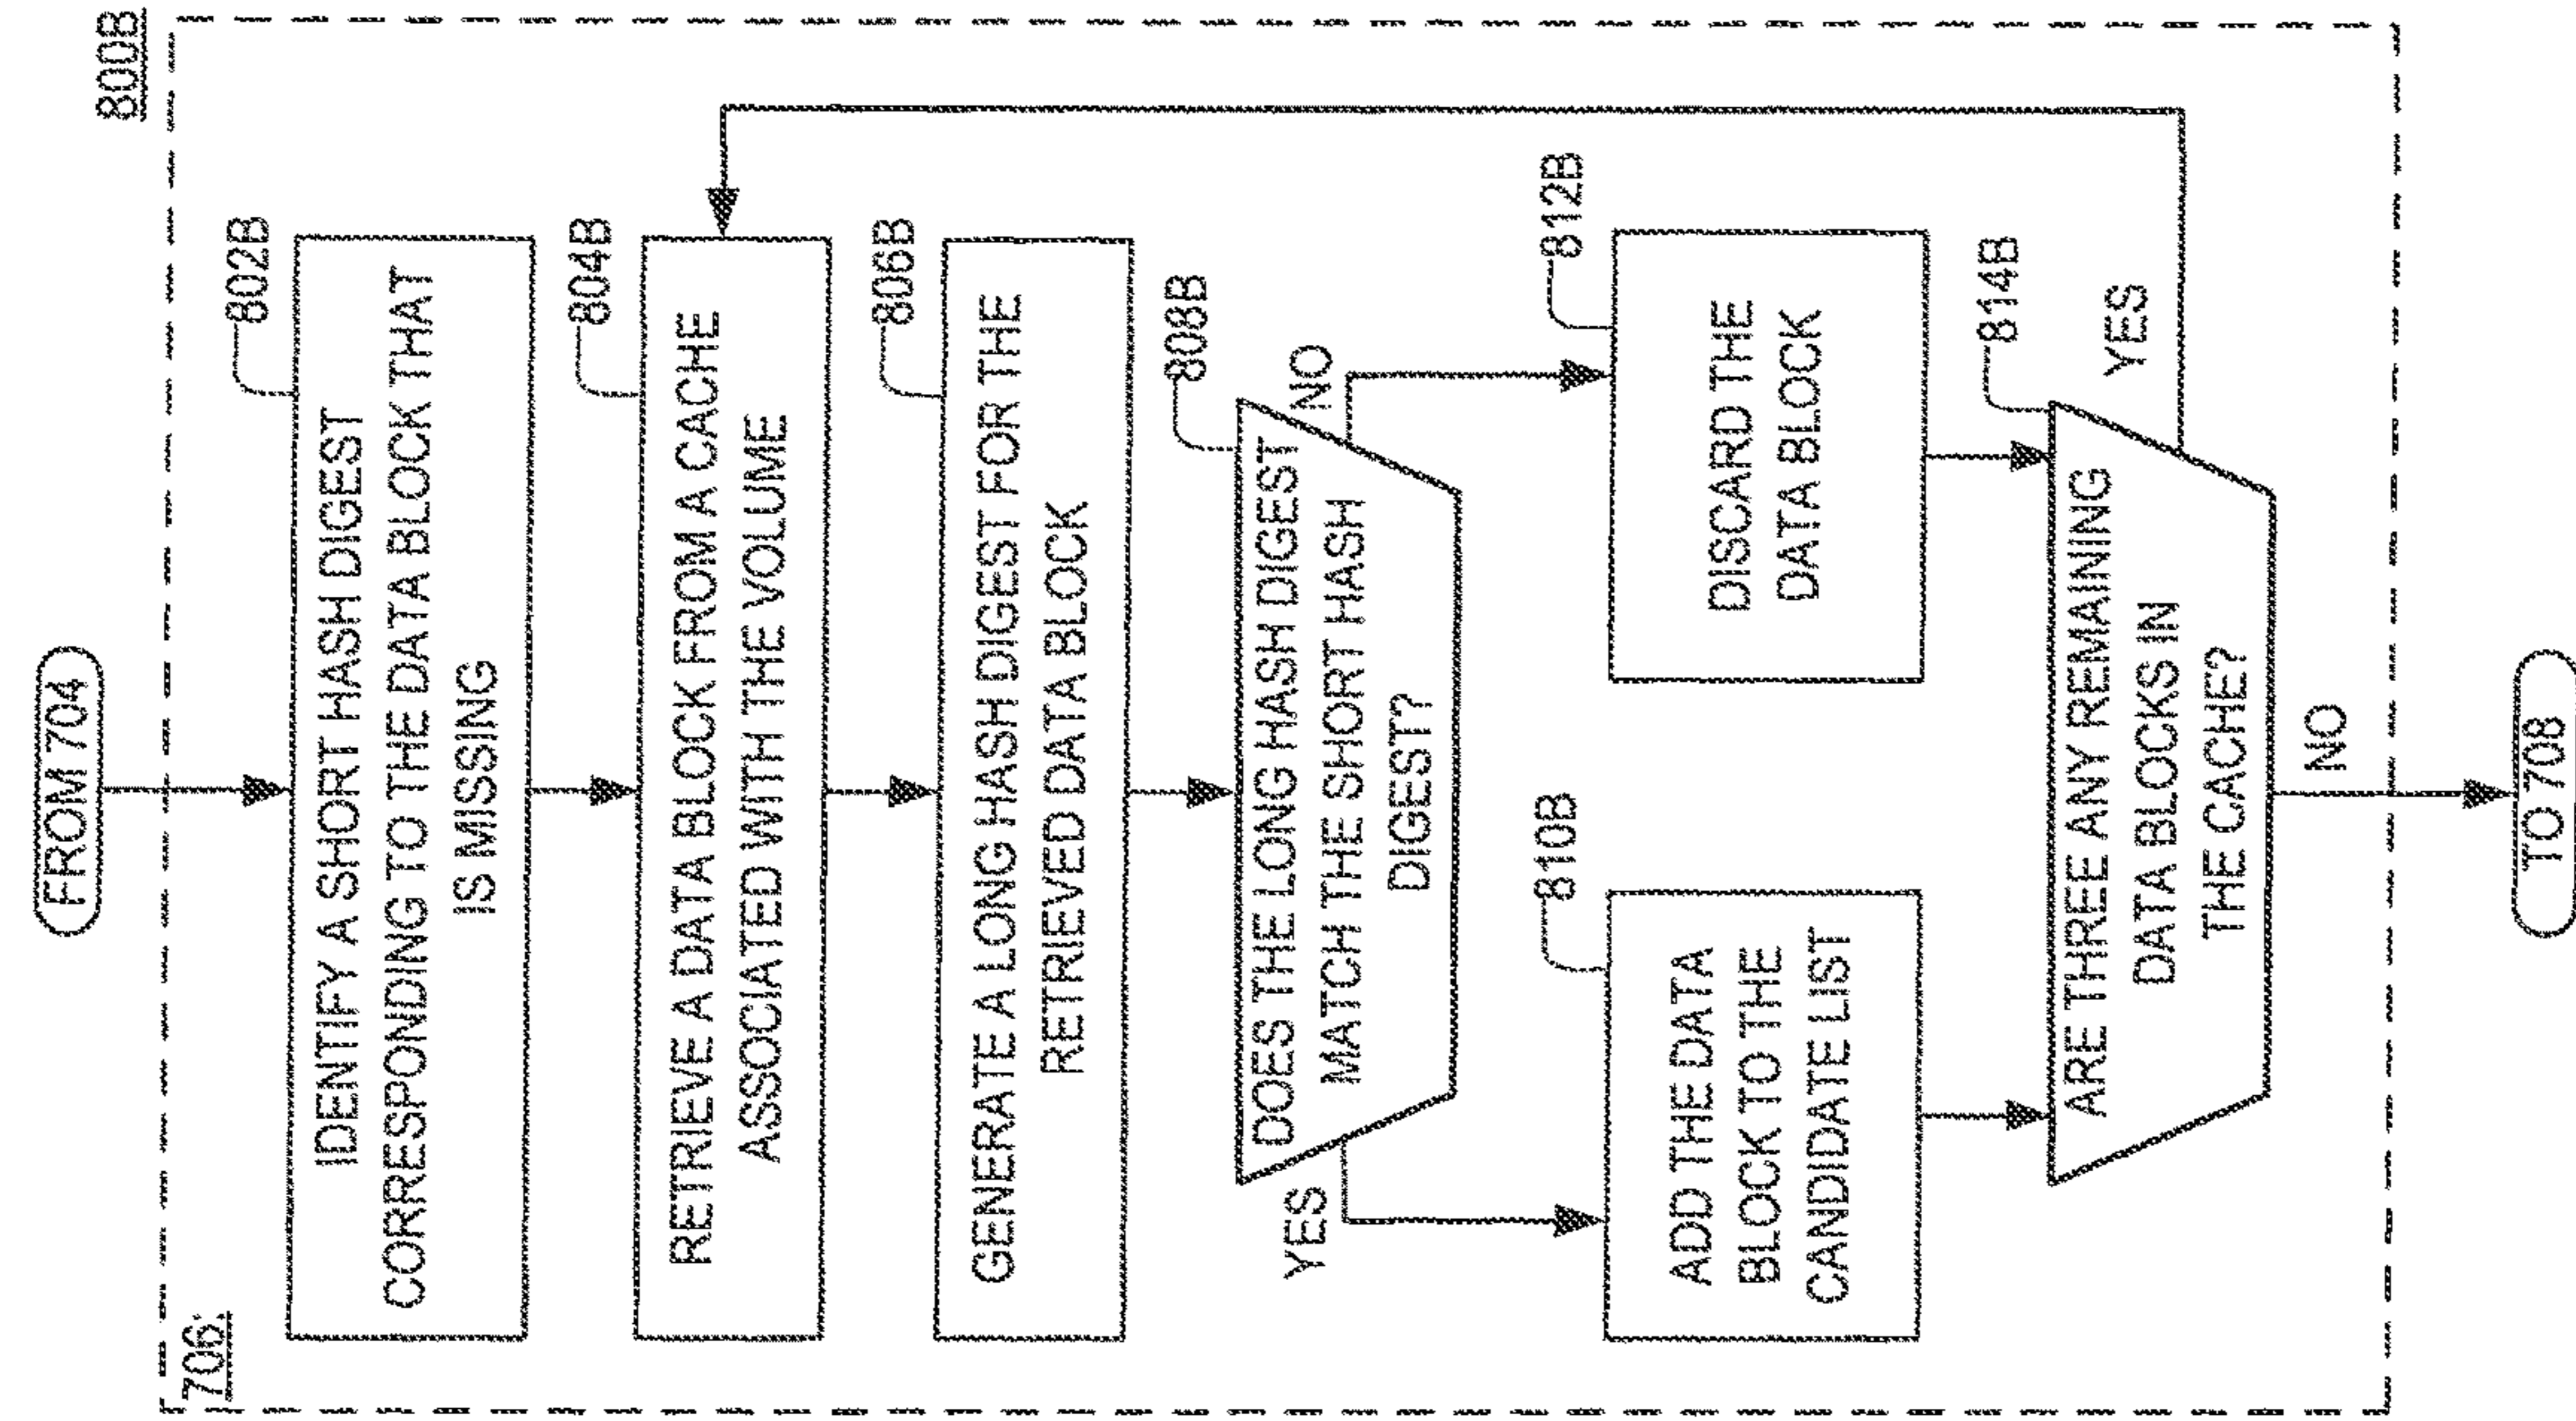 800B
FROM 704
706
802B
IDENTIFY A SHORT HASH DIGEST
CORRESPONDING TO THE DATA BLOCK THAT
IS MISSING
804B
RETRIEVE A DATA BLOCK FROM A CACHE
ASSOCIATED WITH THE VOLUME
806B
GENERATE A LONG HASH DIGEST FOR THE
RETRIEVED DATA BLOCK
808B
DOES THE LONG HASH DIGEST
MATCH THE SHORT HASH
DIGEST?
YES
NO
810B
ADD THE DATA
BLOCK TO THE
CANDIDATE LIST
812B
DISCARD THE
DATA BLOCK
814B
ARE THREE ANY REMAINING
DATA BLOCKS IN
THE CACHE?
YES
NO
TO 708